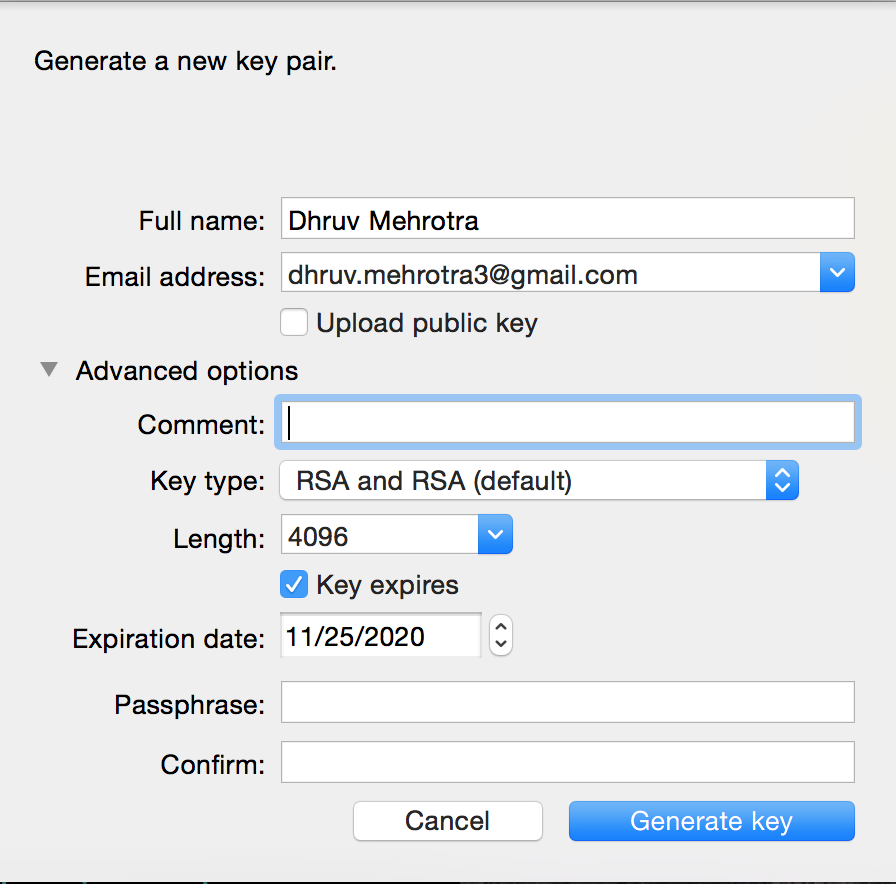 Generate a new key pair.
Full name: Dhruv Mehrotra
Email address: dhruv.mehrotra3@gmail.com
Upload public key
Advanced options
Comment:
Key type: RSA and RSA (default)
Length: 4096
Key expires
Expiration date: 11/25/2020
Passphrase:
Confirm:
Cancel Generate key